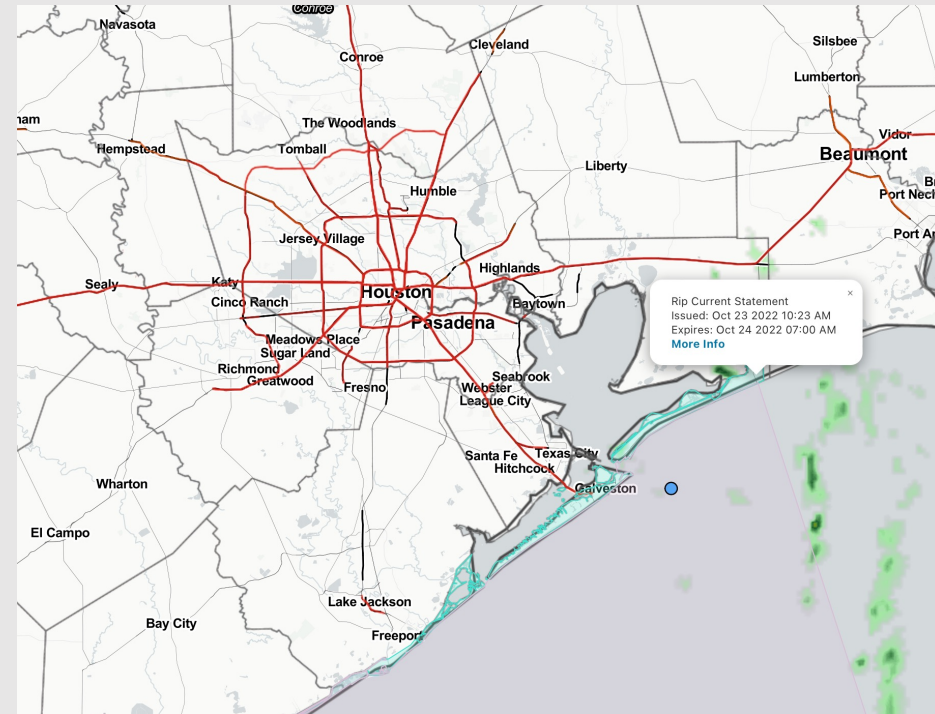 Conroe
Navasota
Silsbee
Cleveland
Conroe
Lumberton
ham
The Woodlands
Vidor
Hempstead
Tomball
Beaumont
Liberty
Humble
Port Nech
Port Ar
Jersey Village
Highlands
Sealy
Katy
Houston
Cinco Ranch
Baytown
Pasadena
Rip Current Statement ×
Issued: Oct 23 2022 10:23 AM
Expires: Oct 24 2022 07:00 AM
More Info
Meadows Place
Sugar Land
Richmond
Greatwood
Fresno
Seabrook
Webster
League City
Santa Fe
Texas City
Hitchcock
Galveston
Wharton
El Campo
Lake Jackson
Bay City
Freeport